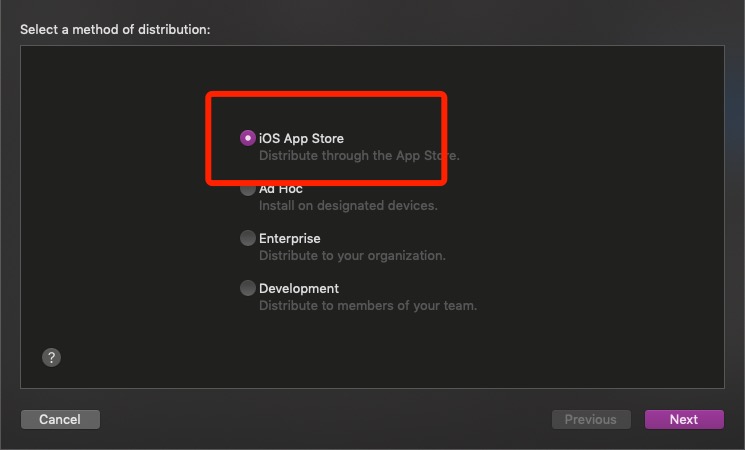 Select a method of distribution:
iOS App Store
Distribute through the App Store.
Ad Hoc
Install on designated devices.
Enterprise
Distribute to your organization.
Development
Distribute to members of your team.
?
Cancel
Previous
Next